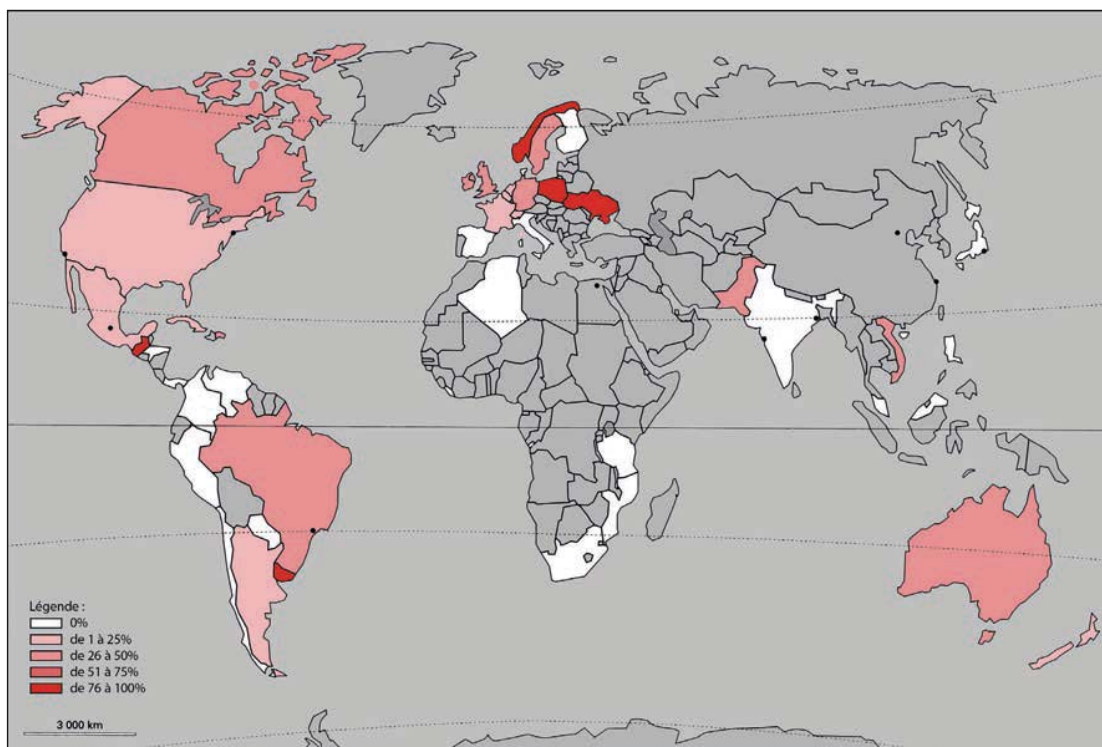 Légende :
0%
de 1 à 25%
de 26 à 50%
de 51 à 75%
de 76 à 100%
3 000 km